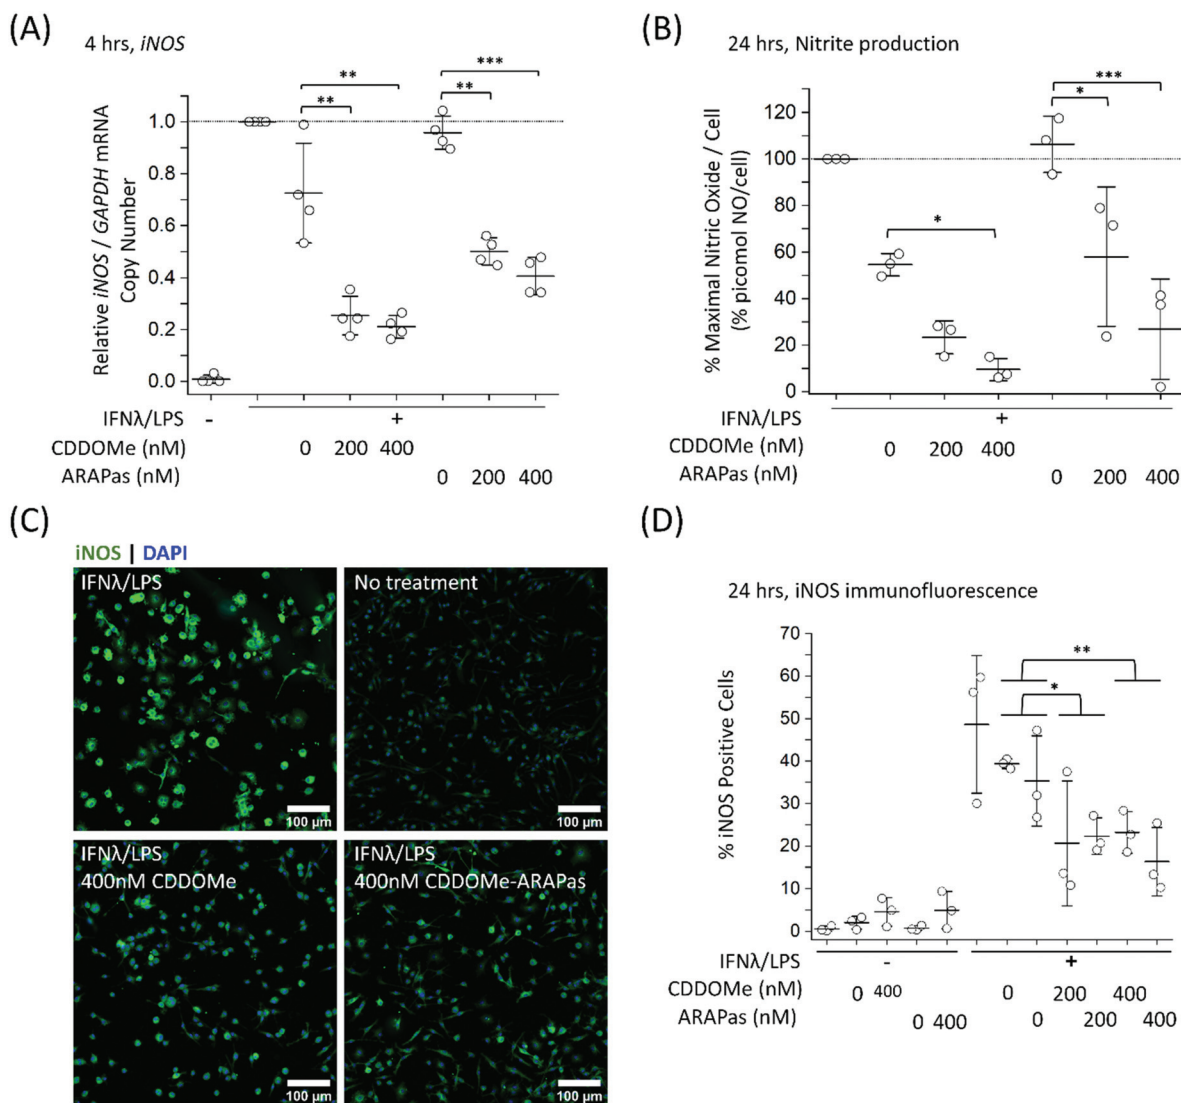 (A)
4 hrs, iNOS
Relative iNOS / GAPDH mRNA
Copy Number
1.0
0.8
0.6
0.4
0.2
0.0
**
**
***
**
IFNλ/LPS - +
CDDOMe (nM) 0 200 400
ARAPas (nM) 0 200 400
(B)
24 hrs, Nitrite production
% Maximal Nitric Oxide / Cell
(% picomol NO/cell)
120
100
80
60
40
20
0
*
***
*
IFNλ/LPS +
CDDOMe (nM) 0 200 400
ARAPas (nM) 0 200 400
(C)
iNOS | DAPI
IFNλ/LPS
100 µm
No treatment
100 µm
IFNλ/LPS
400nM CDDOMe
100 µm
IFNλ/LPS
400nM CDDOMe-ARAPas
100 µm
(D)
24 hrs, iNOS immunofluorescence
% iNOS Positive Cells
70
60
50
40
30
20
10
0
**
*
IFNλ/LPS - +
CDDOMe (nM) 0 400 0 200 400
ARAPas (nM) 0 400 0 200 400